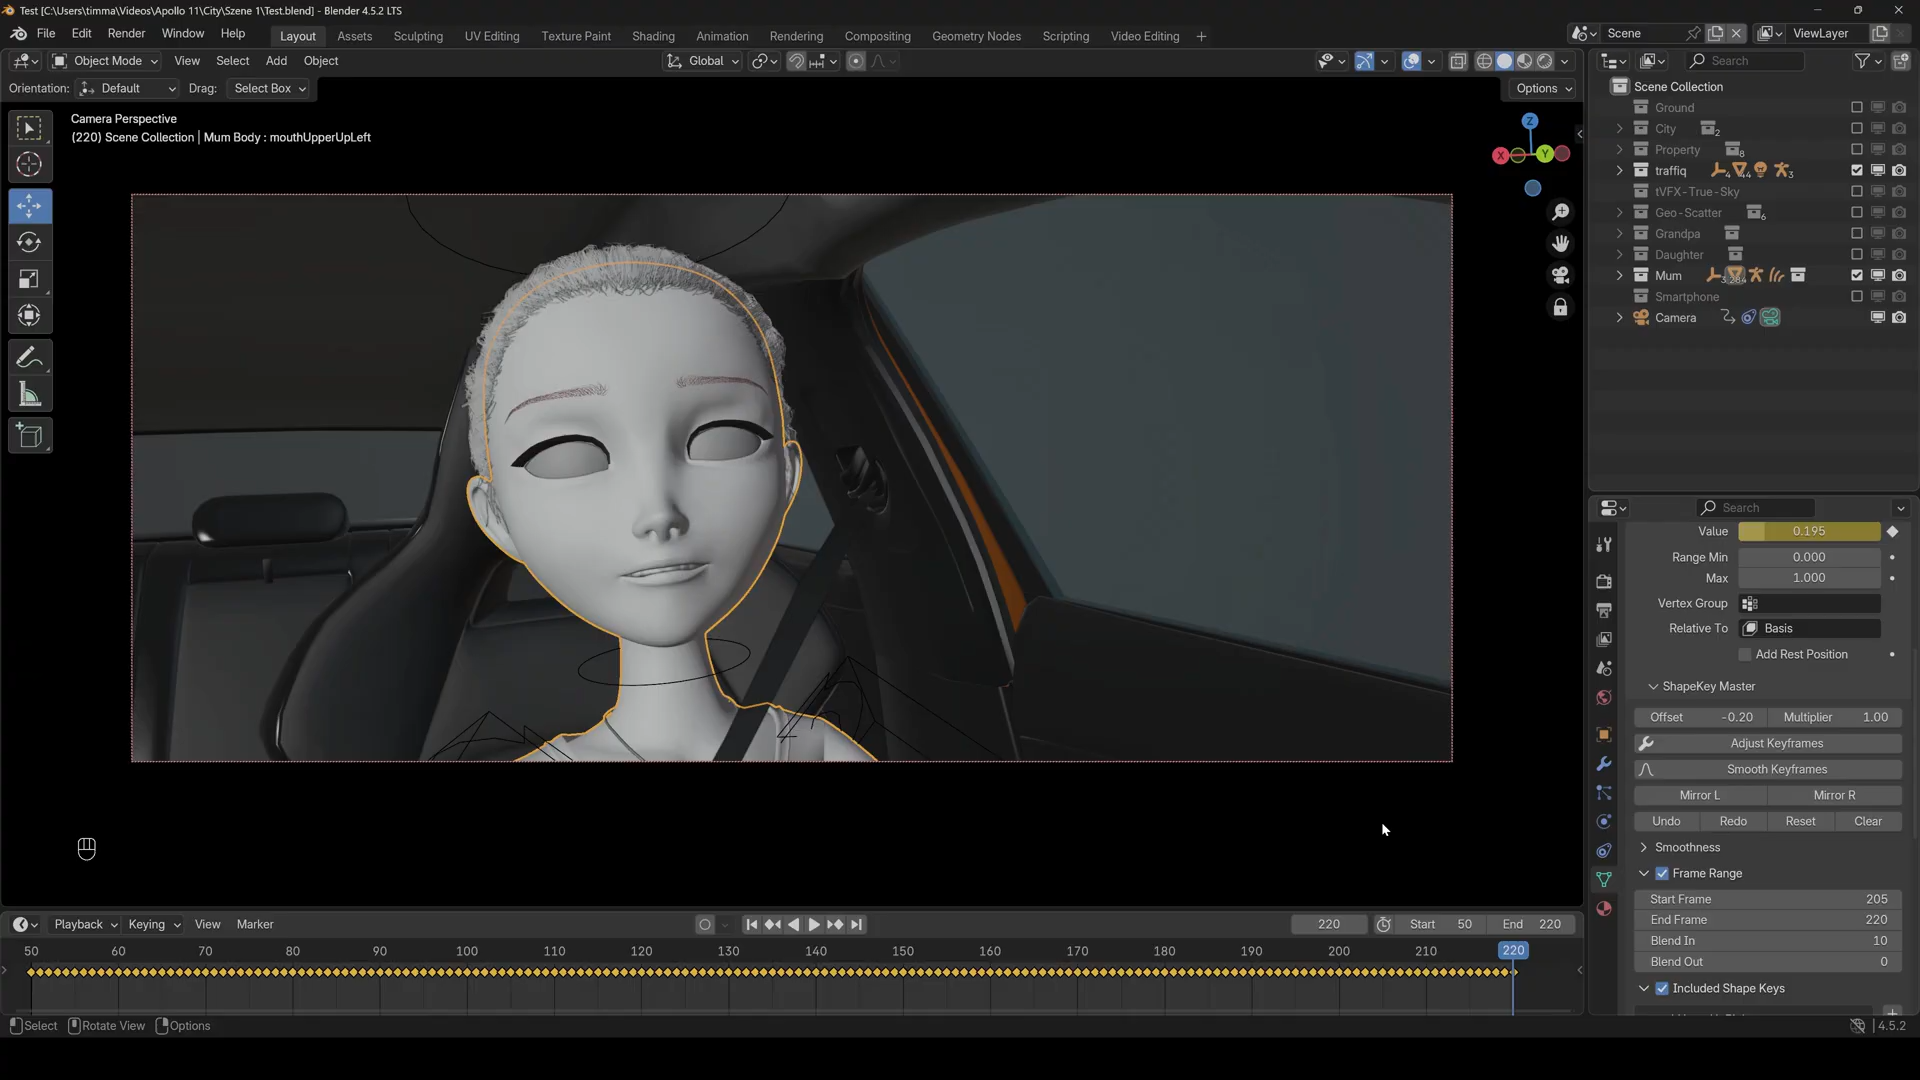 Test [C:\Users\timma\Videos\Apollo 11\City\Szene 1\Test.blend] - Blender 4.5.2 LTS
File Edit Render Window Help
Layout Assets Sculpting UV Editing Texture Paint Shading Animation Rendering Compositing Geometry Nodes Scripting Video Editing +
Scene
ViewLayer
Object Mode View Select Add Object
Global
Search
Orientation: Default Drag: Select Box
Options
Camera Perspective
(220) Scene Collection | Mum Body : mouthUpperUpLeft
Z
X
Y
Scene Collection
Ground
City 2
Property 8
traffiq 4 44 3
tVFX-True-Sky
Geo-Scatter 6
Grandpa
Daughter
Mum
Smartphone
Camera
Search
Value 0.195
Range Min 0.000
Max 1.000
Vertex Group
Relative To Basis
Add Rest Position
ShapeKey Master
Offset -0.20 Multiplier 1.00
Adjust Keyframes
Smooth Keyframes
Mirror L Mirror R
Undo Redo Reset Clear
Smoothness
Frame Range
Start Frame 205
End Frame 220
Blend In 10
Blend Out 0
Included Shape Keys
Playback Keying View Marker
220 Start 50 End 220
50 60 70 80 90 100 110 120 130 140 150 160 170 180 190 200 210 220
Select Rotate View Options
4.5.2